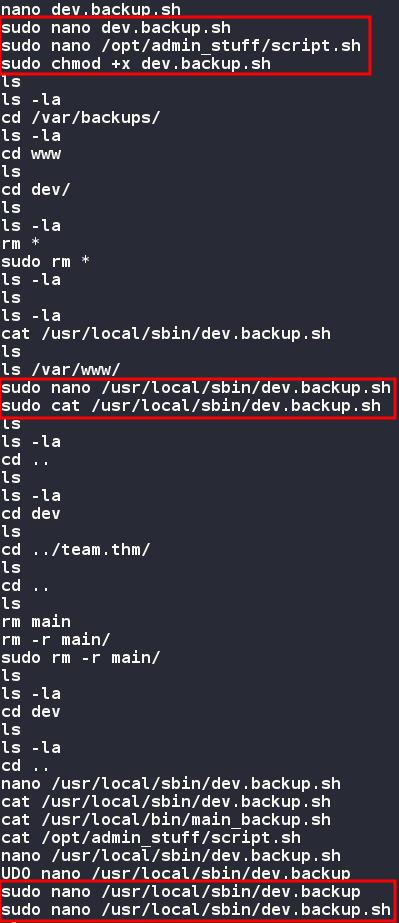 nano dev.backup.sh
sudo nano dev.backup.sh
sudo nano /opt/admin_stuff/script.sh
sudo chmod +x dev.backup.sh
ls
ls -la
cd /var/backups/
ls -la
cd www
ls
cd dev/
ls
ls -la
rm *
sudo rm *
ls -la
ls
ls -la
cat /usr/local/sbin/dev.backup.sh
ls
ls /var/www/
sudo nano /usr/local/sbin/dev.backup.sh
sudo cat /usr/local/sbin/dev.backup.sh
ls
ls -la
cd ..
ls
ls -la
cd dev
ls
cd ../team.thm/
ls
cd ..
ls
rm main
rm -r main/
sudo rm -r main/
ls
ls -la
cd dev
ls
ls -la
cd ..
nano /usr/local/sbin/dev.backup.sh
cat /usr/local/sbin/dev.backup.sh
cat /usr/local/bin/main_backup.sh
cat /opt/admin_stuff/script.sh
nano /usr/local/sbin/dev.backup.sh
UDO nano /usr/local/sbin/dev.backup
sudo nano /usr/local/sbin/dev.backup
sudo nano /usr/local/sbin/dev.backup.sh